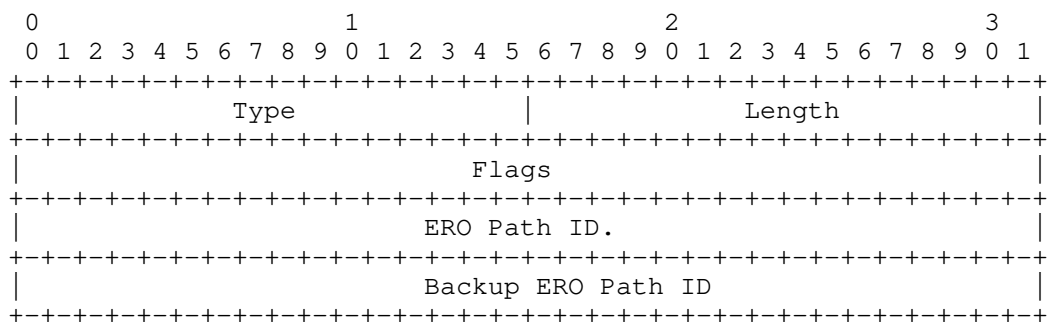 0                   1                   2                   3
 0 1 2 3 4 5 6 7 8 9 0 1 2 3 4 5 6 7 8 9 0 1 2 3 4 5 6 7 8 9 0 1
+-+-+-+-+-+-+-+-+-+-+-+-+-+-+-+-+-+-+-+-+-+-+-+-+-+-+-+-+-+-+-+-+
|             Type              |             Length            |
+-+-+-+-+-+-+-+-+-+-+-+-+-+-+-+-+-+-+-+-+-+-+-+-+-+-+-+-+-+-+-+-+
|                            Flags                              |
+-+-+-+-+-+-+-+-+-+-+-+-+-+-+-+-+-+-+-+-+-+-+-+-+-+-+-+-+-+-+-+-+
|                         ERO Path ID.                          |
+-+-+-+-+-+-+-+-+-+-+-+-+-+-+-+-+-+-+-+-+-+-+-+-+-+-+-+-+-+-+-+-+
|                         Backup ERO Path ID                    |
+-+-+-+-+-+-+-+-+-+-+-+-+-+-+-+-+-+-+-+-+-+-+-+-+-+-+-+-+-+-+-+-+